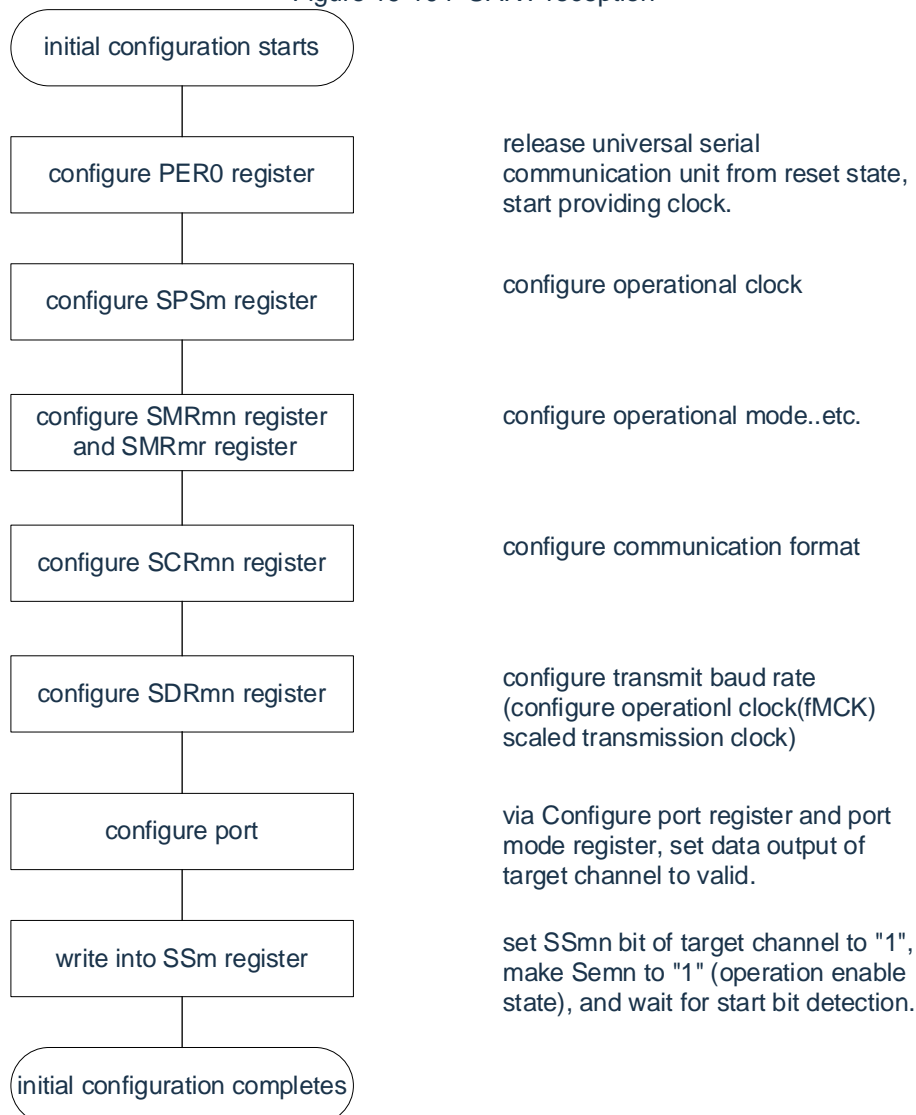 initial configuration starts
configure PER0 register
release universal serial
communication unit from reset state,
start providing clock.
configure SPSm register
configure operational clock
configure SMRmn register
and SMRmr register
configure operational mode..etc.
configure SCRmn register
configure communication format
configure SDRmn register
configure transmit baud rate
(configure operationl clock(fMCK)
scaled transmission clock)
configure port
via Configure port register and port
mode register, set data output of
target channel to valid.
write into SSm register
set SSmn bit of target channel to "1",
make Semn to "1" (operation enable
state), and wait for start bit detection.
initial configuration completes